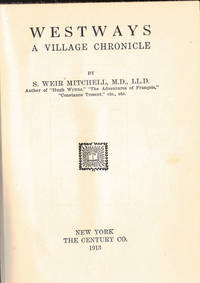 WESTWAYS
A VILLAGE CHRONICLE
BY
S. WEIR MITCHELL, M.D., LL.D.
Author of "Hugh Wynne," "The Adventures of François,"
"Constance Trescot," etc., etc.
NEW YORK
THE CENTURY CO.
1913